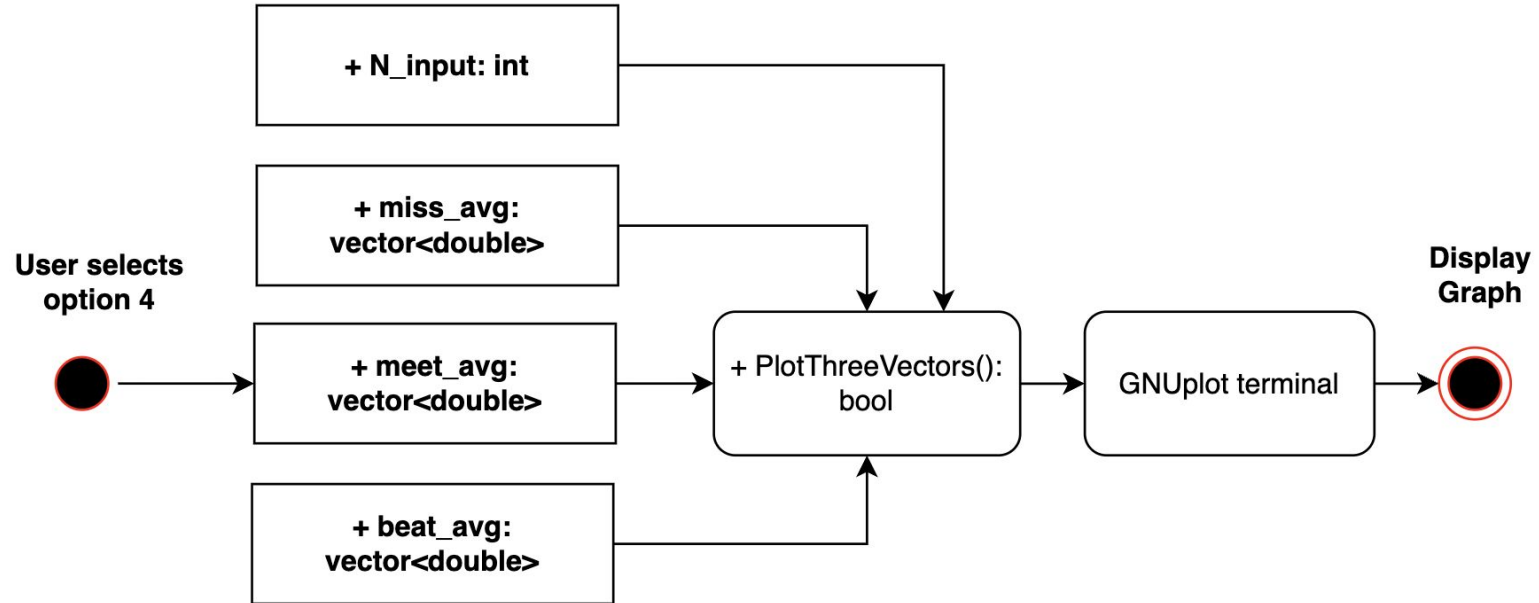 + N_input: int
+ miss_avg:
vector<double>
User selects
option 4
+ meet_avg:
vector<double>
+ beat_avg:
vector<double>
+ PlotThreeVectors():
bool
GNUplot terminal
Display
Graph